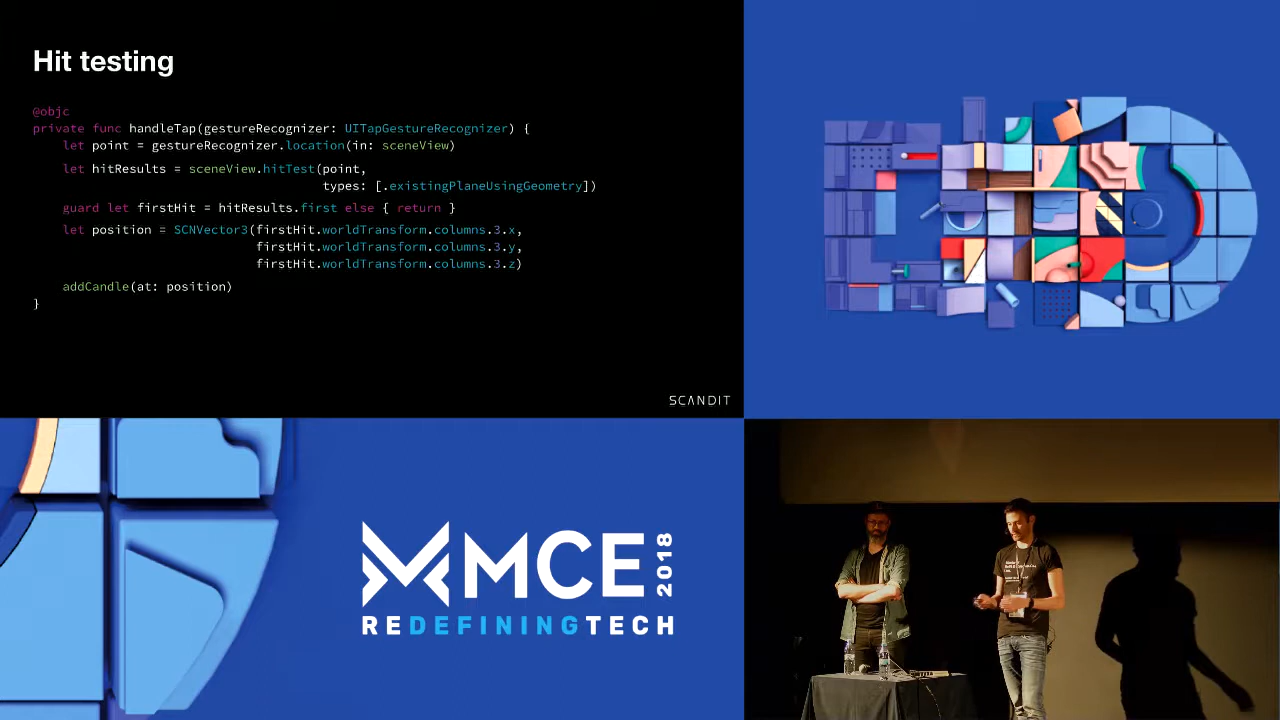 Hit testing
@objc
private func handleTap(gestureRecognizer: UITapGestureRecognizer) {
let point = gestureRecognizer.location(in: sceneView)
let hitResults = sceneView.hitTest(point,
types: [.existingPlaneUsingGeometry])
guard let firstHit = hitResults.first else { return }
let position = SCNVector3(firstHit.worldTransform.columns.3.x,
firstHit.worldTransform.columns.3.y,
firstHit.worldTransform.columns.3.z)
addCandle(at: position)
}
SCANDIT
MCE 2018
REDEFININGTECH